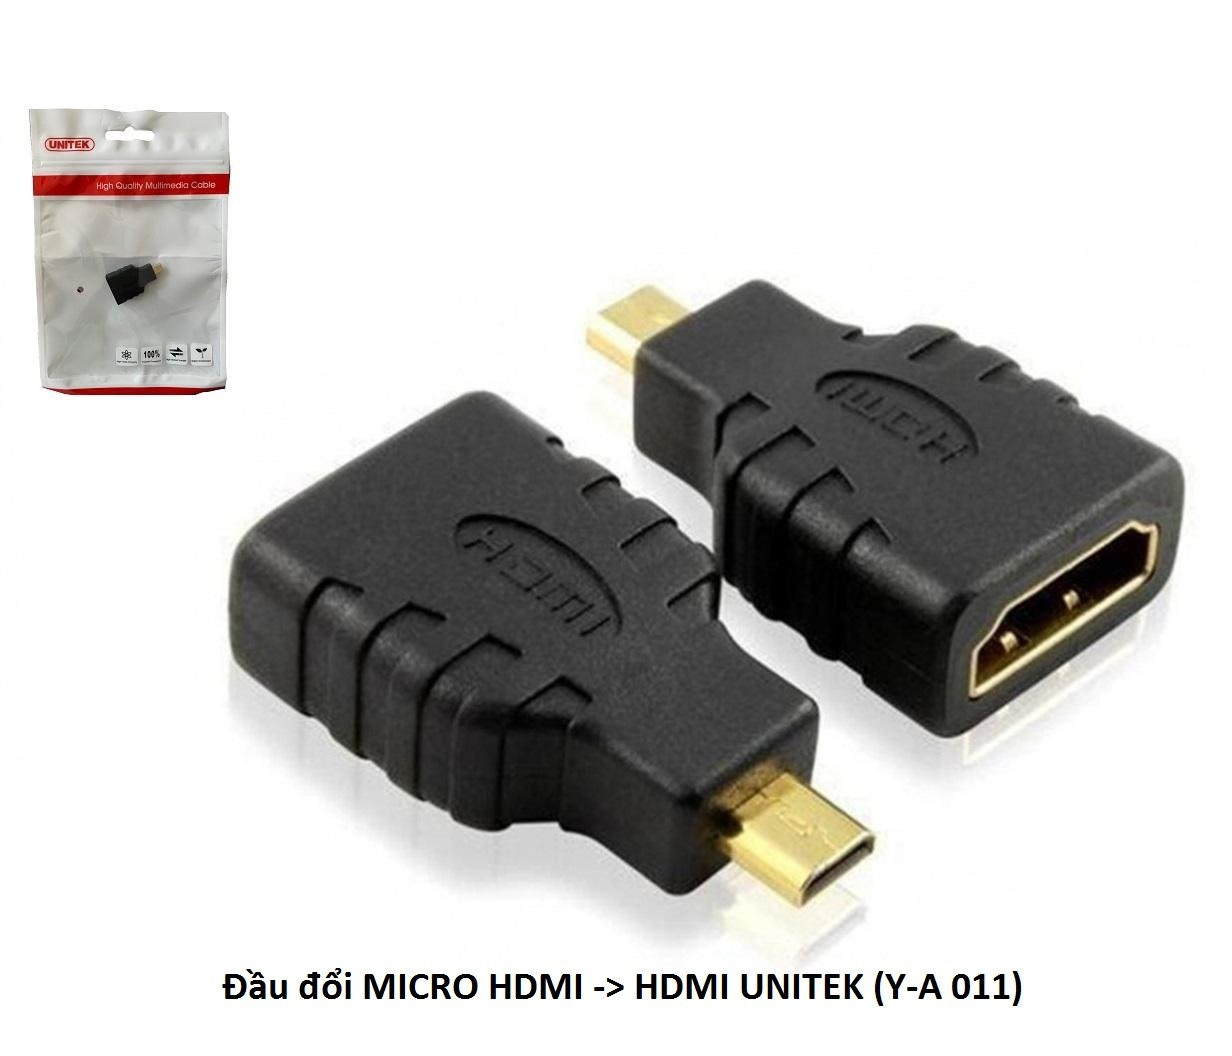 UNITEK
High Quality Multimedia Cable
100%
HDMI
HDMI
Đầu đổi MICRO HDMI -> HDMI UNITEK (Y-A 011)